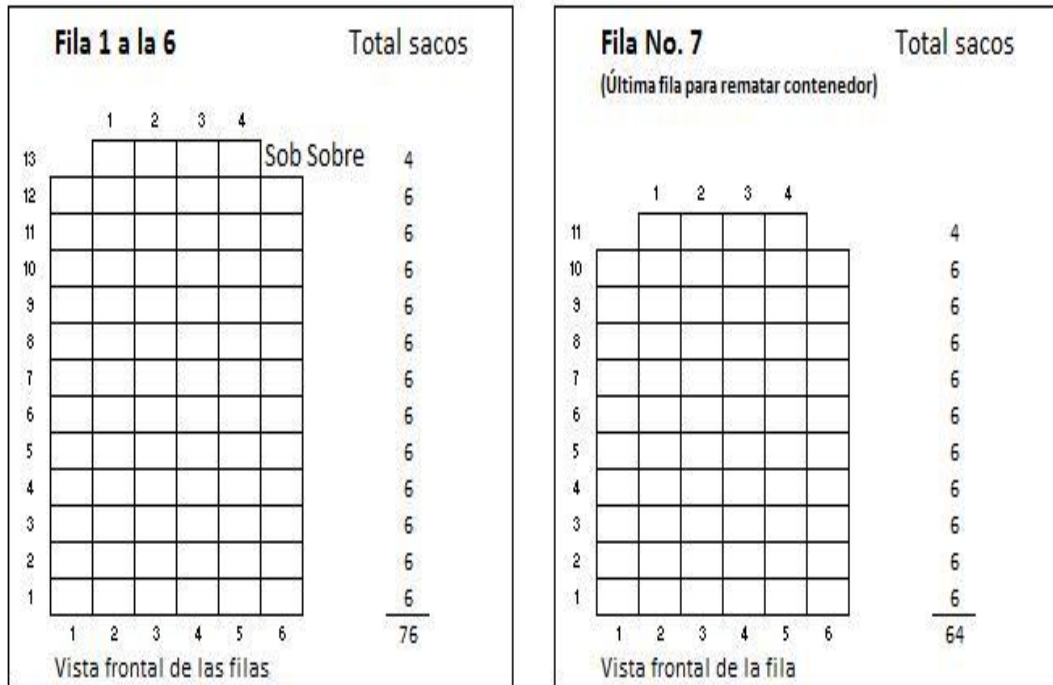 Fila 1 a la 6 Total sacos
1 2 3 4
13 Sob Sobre 4
12 6
11 6
10 6
9 6
8 6
7 6
6 6
5 6
4 6
3 6
2 6
1 6
1 2 3 4 5 6 76
Vista frontal de las filas
Fila No. 7 Total sacos
(Última fila para rematar contenedor)
1 2 3 4
11 4
10 6
9 6
8 6
7 6
6 6
5 6
4 6
3 6
2 6
1 6
1 2 3 4 5 6 64
Vista frontal de la fila